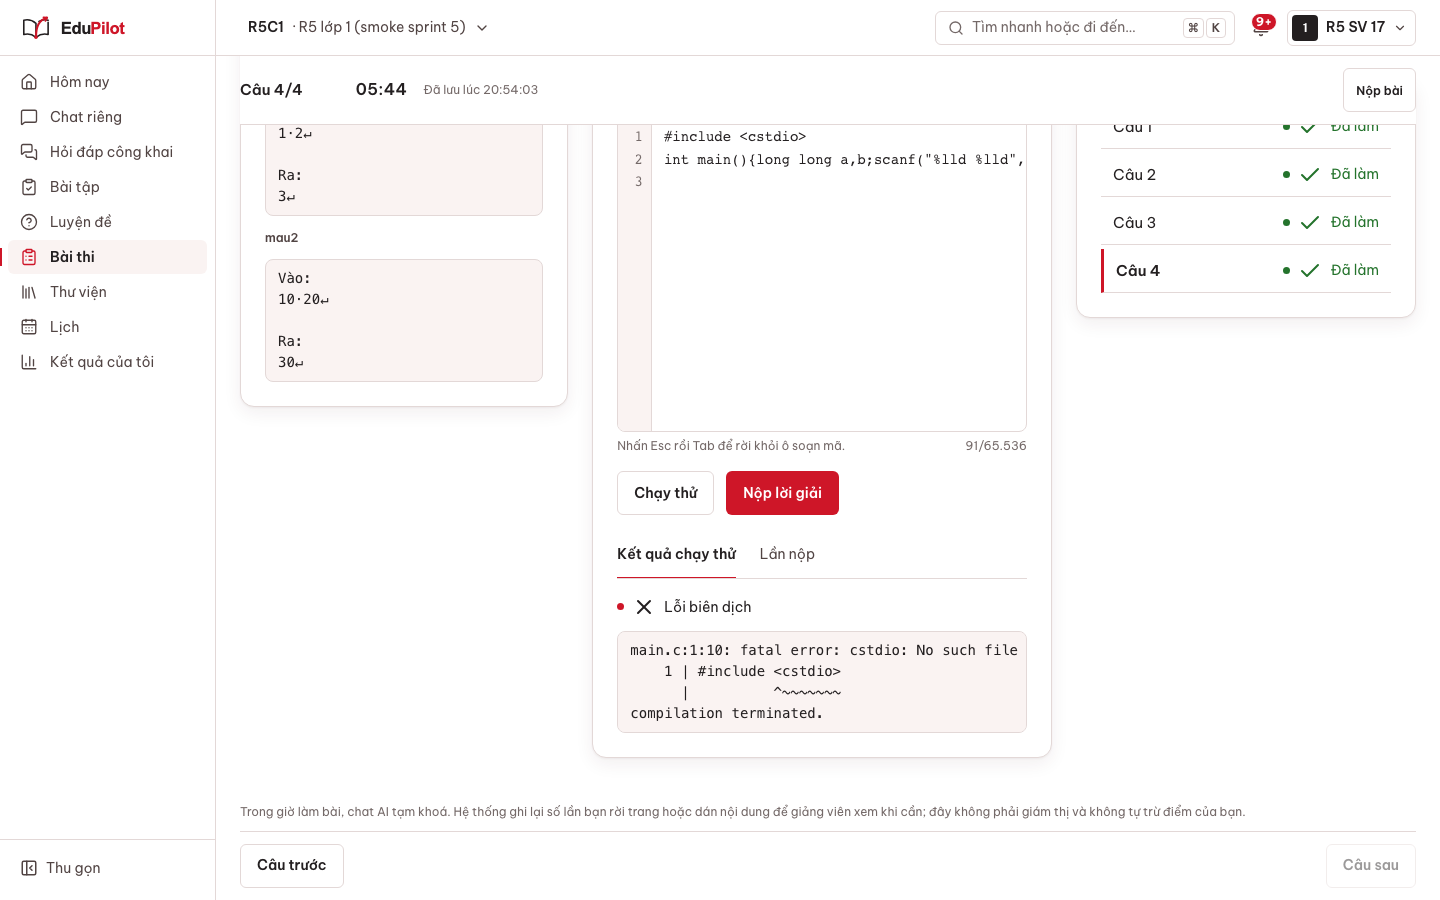 EduPilot
R5C1 · R5 lớp 1 (smoke sprint 5)
Tìm nhanh hoặc đi đến...
⌘ K
9+
1 R5 SV 17
Hôm nay
Chat riêng
Hỏi đáp công khai
Bài tập
Luyện đề
Bài thi
Thư viện
Lịch
Kết quả của tôi
Thu gọn
Câu 4/4 05:44 Đã lưu lúc 20:54:03
Nộp bài
1·2↵
Ra:
3↵
mau2
Vào:
10·20↵
Ra:
30↵
1 #include <cstdio>
2 int main(){long long a,b;scanf("%lld %lld",
3
Nhấn Esc rồi Tab để rời khỏi ô soạn mã. 91/65.536
Chạy thử Nộp lời giải
Kết quả chạy thử Lần nộp
Lỗi biên dịch
main.c:1:10: fatal error: cstdio: No such file
1 | #include <cstdio>
| ^~~~~~~~
compilation terminated.
Câu 1 Đã làm
Câu 2 Đã làm
Câu 3 Đã làm
Câu 4 Đã làm
Trong giờ làm bài, chat AI tạm khoá. Hệ thống ghi lại số lần bạn rời trang hoặc dán nội dung để giảng viên xem khi cần; đây không phải giám thị và không tự trừ điểm của bạn.
Câu trước
Câu sau